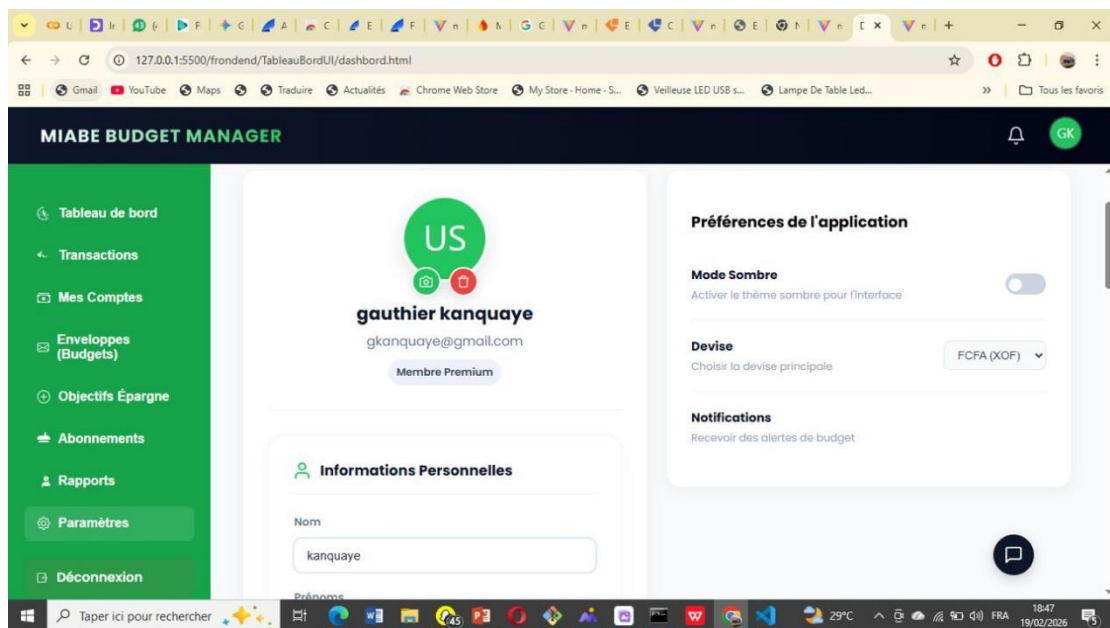 127.0.0.1:5500/frondend/TableauBordUI/dashbord.html
Gmail YouTube Maps Traduire Actualités Chrome Web Store My Store - Home - S... Veilleuse LED USB s... Lampe De Table Led... » Tous les favoris
MIABE BUDGET MANAGER
GK
Tableau de bord
Transactions
Mes Comptes
Enveloppes
(Budgets)
Objectifs Épargne
Abonnements
Rapports
Paramètres
Déconnexion
US
gauthier kanquaye
gkanquaye@gmail.com
Membre Premium
Informations Personnelles
Nom
kanquaye
Prénoms
Préférences de l'application
Mode Sombre
Activer le thème sombre pour l'interface
Devise
Choisir la devise principale
FCFA (XOF)
Notifications
Recevoir des alertes de budget
Taper ici pour rechercher
29°C
FRA
18:47
19/02/2026